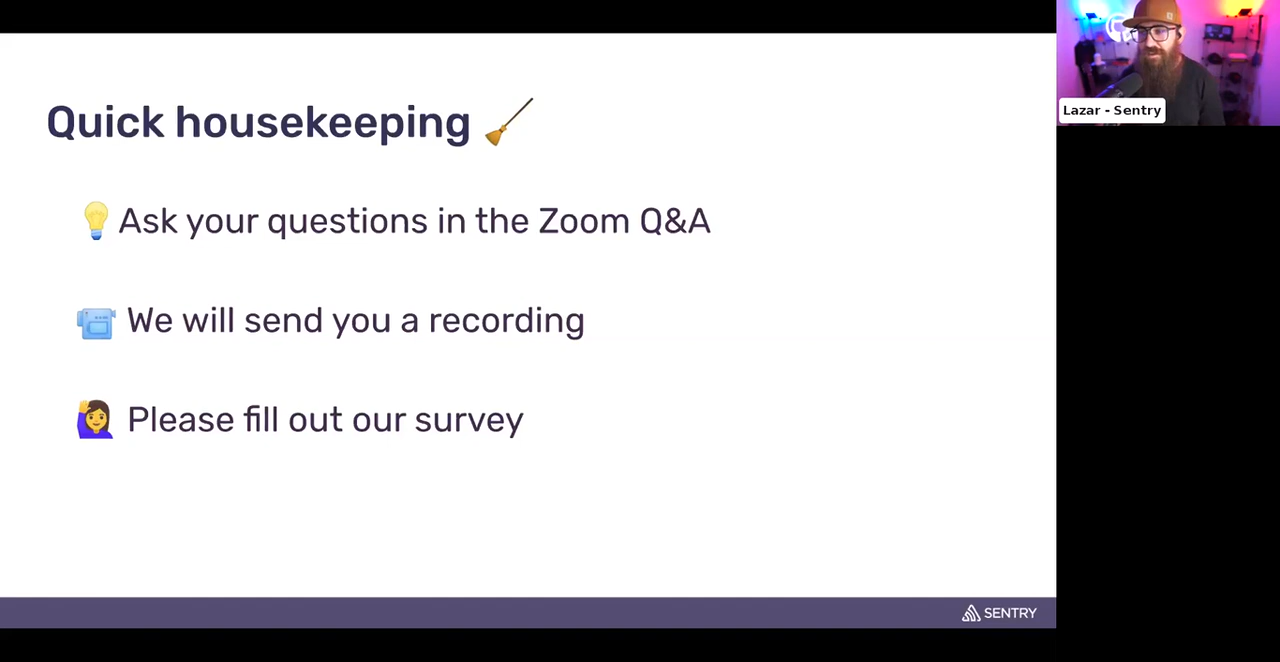 Quick housekeeping
Ask your questions in the Zoom Q&A
We will send you a recording
Please fill out our survey
SENTRY
Lazar - Sentry